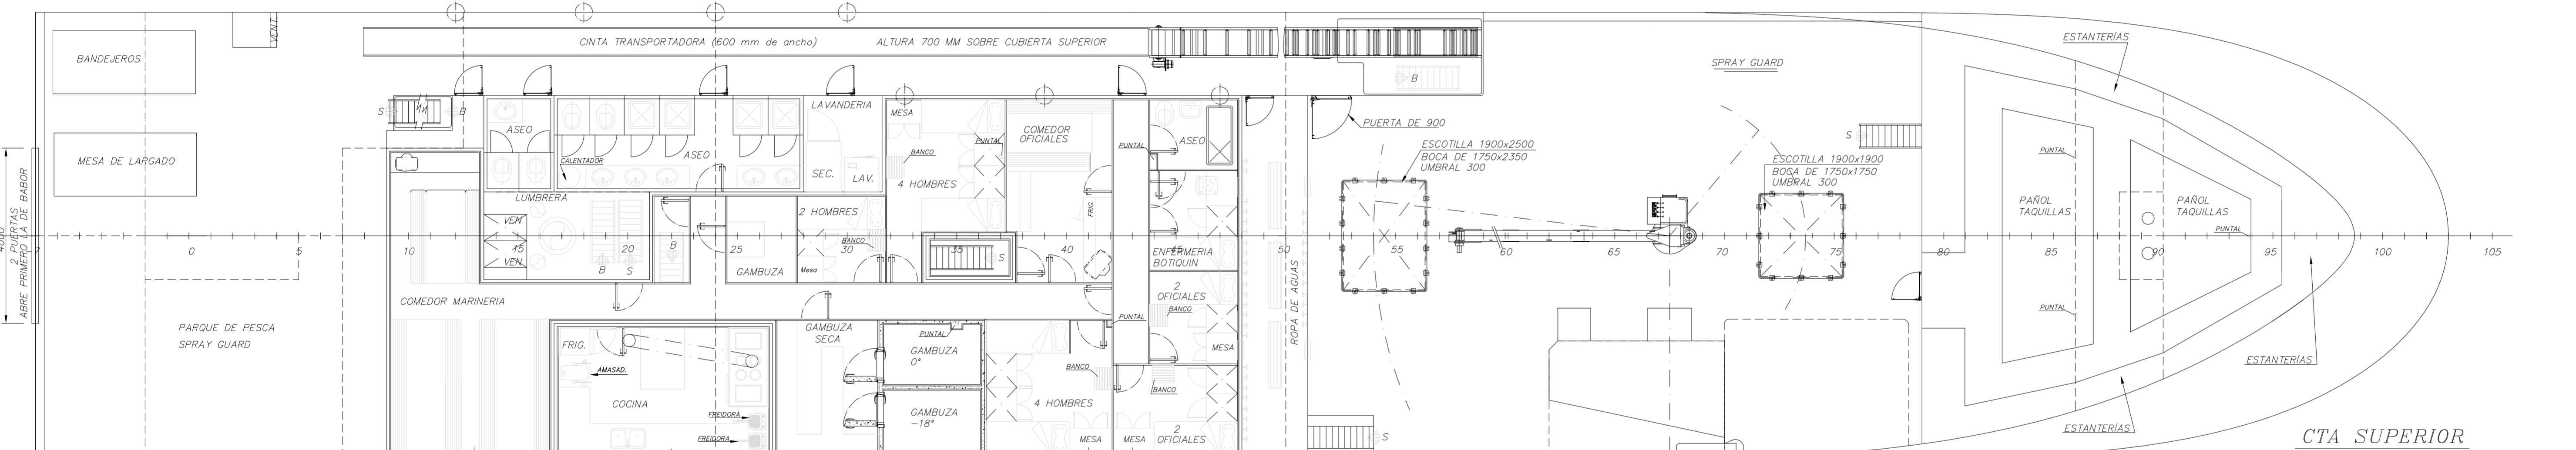 VENT.
CINTA TRANSPORTADORA (600 mm de ancho)
ALTURA 700 MM SOBRE CUBIERTA SUPERIOR
ESTANTERÍAS
BANDEJEROS
SPRAY GUARD
B
S
B
LAVANDERIA
MESA
PUERTA DE 900
ASEO
COMEDOR
OFICIALES
PUNTAL
PUNTAL
ASEO
S
MESA DE LARGADO
CALENTADOR
ASEO
BANCO
ESCOTILLA 1900x2500
BOCA DE 1750x2350
UMBRAL 300
PUNTAL
ESCOTILLA 1900x1900
BOCA DE 1750x1750
UMBRAL 300
SEC.
LAV.
4 HOMBRES
LUMBRERA
2 HOMBRES
FRIG.
PAÑOL
TAQUILLAS
PAÑOL
TAQUILLAS
VEN
PUNTAL
4000
2 PUERTAS
ABRE PRIMERO LA DE BABOR
-7
0
5
10
15
20
25
30
35
40
45
50
55
60
65
70
75
80
85
90
95
100
105
B
BANCO
ENFERMERIA
BOTIQUIN
S
VEN
B
S
GAMBUZA
Mesa
ROPA DE AGUAS
2
OFICIALES
COMEDOR MARINERIA
BANCO
PUNTAL
PUNTAL
PARQUE DE PESCA
SPRAY GUARD
GAMBUZA
SECA
PUNTAL
FRIG.
GAMBUZA
0º
MESA
ESTANTERÍAS
AMASAD.
BANCO
BANCO
COCINA
4 HOMBRES
FREIDORA
GAMBUZA
-18º
2
OFICIALES
ESTANTERÍAS
FREIDORA
MESA
MESA
S
CTA SUPERIOR